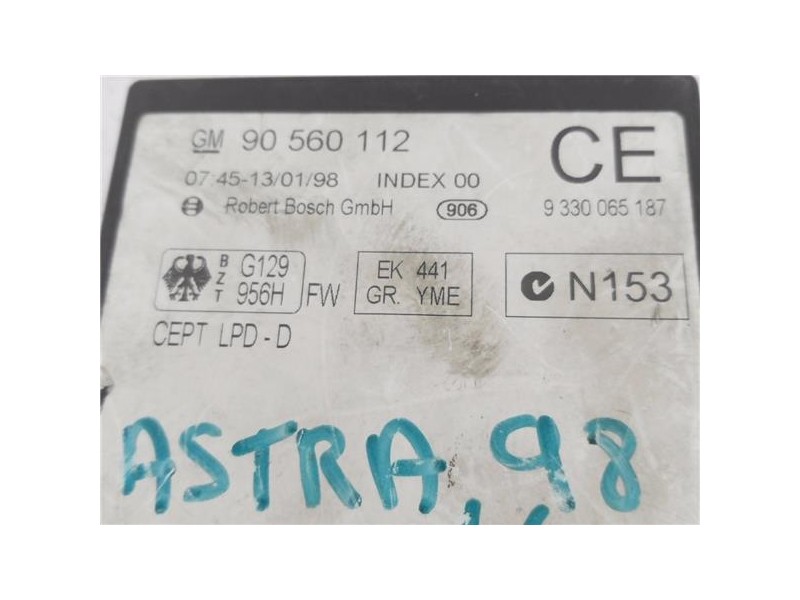 GM 90 560 112
CE
07:45-13/01/98 INDEX 00
Robert Bosch GmbH 906
9 330 065 187
BZT G129
956H FW
EK 441
GR. YME
N153
CEPT LPD - D
ASTRA 98